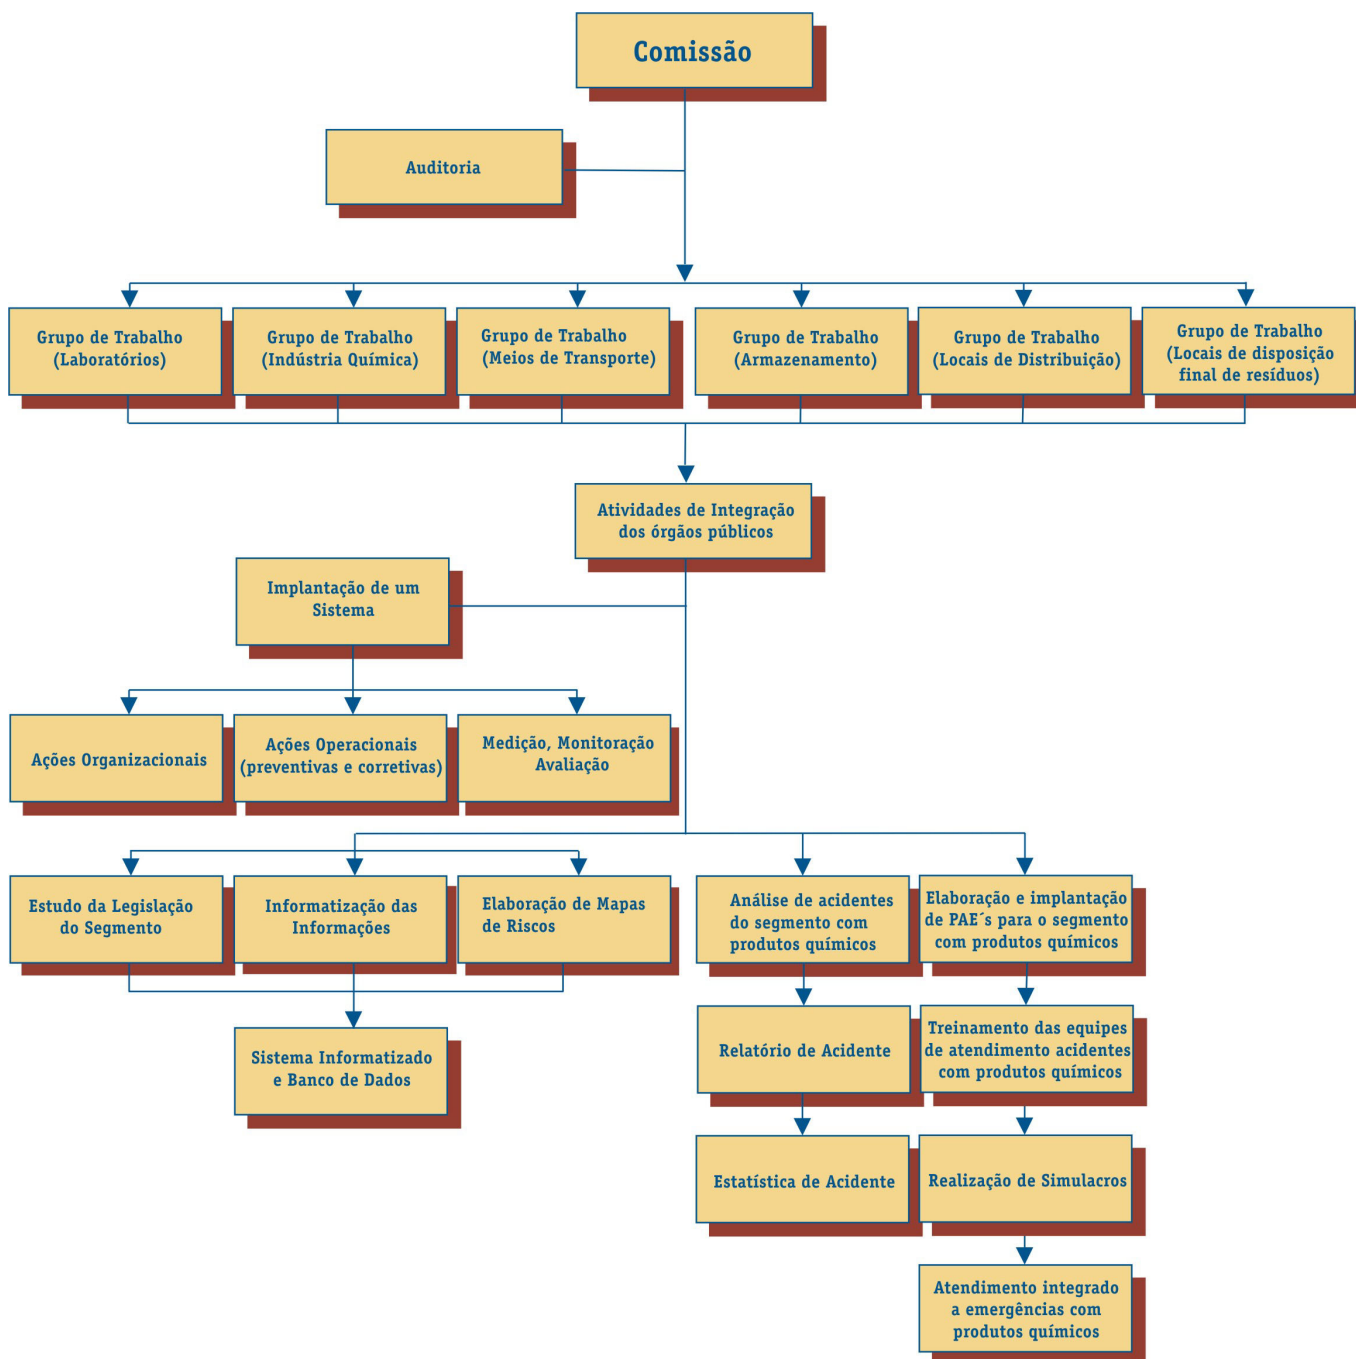 Comissão
Auditoria
Grupo de Trabalho
(Laboratórios)
Grupo de Trabalho
(Indústria Química)
Grupo de Trabalho
(Meios de Transporte)
Grupo de Trabalho
(Armazenamento)
Grupo de Trabalho
(Locais de Distribuição)
Grupo de Trabalho
(Locais de disposição
final de resíduos)
Atividades de Integração
dos órgãos públicos
Implantação de um
Sistema
Ações Organizacionais
Ações Operacionais
(preventivas e corretivas)
Medição, Monitoração
Avaliação
Estudo da Legislação
do Segmento
Informatização das
Informações
Elaboração de Mapas
de Riscos
Análise de acidentes
do segmento com
produtos químicos
Elaboração e implantação
de PAE´s para o segmento
com produtos químicos
Sistema Informatizado
e Banco de Dados
Relatório de Acidente
Treinamento das equipes
de atendimento acidentes
com produtos químicos
Estatística de Acidente
Realização de Simulacros
Atendimento integrado
a emergências com
produtos químicos